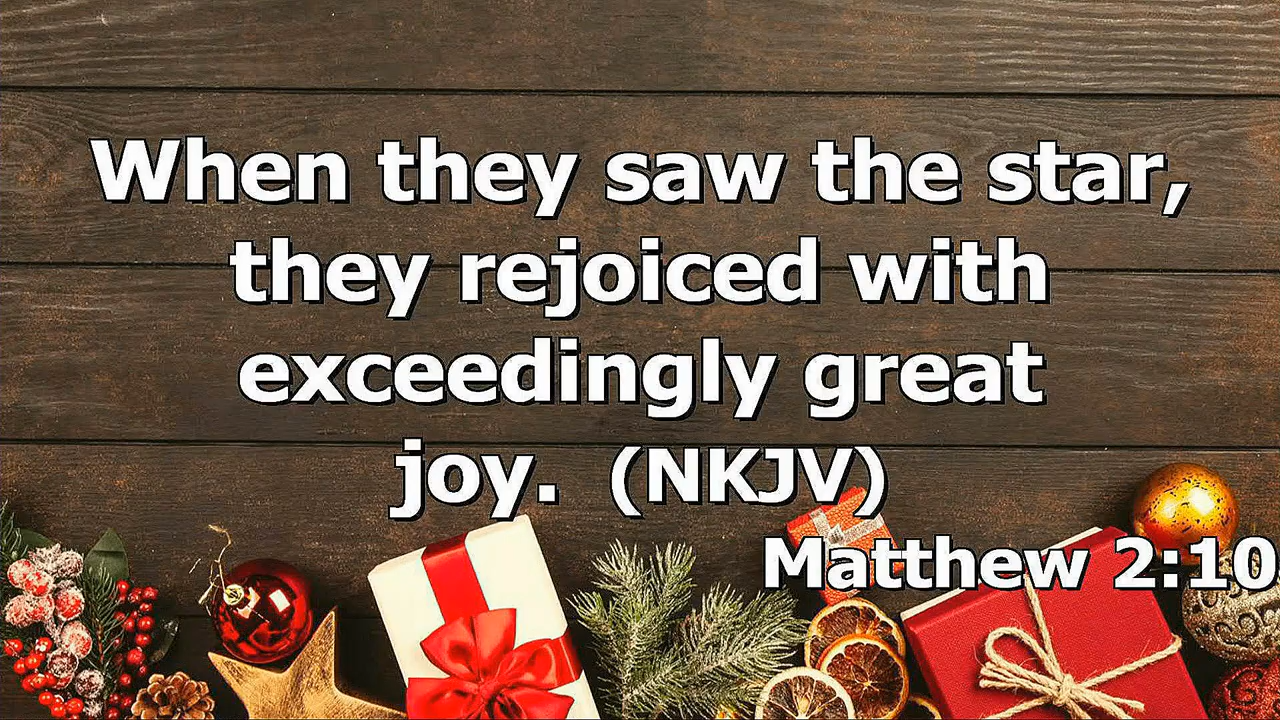 When they saw the star,
they rejoiced with
exceedingly great
joy. (NKJV)
Matthew 2:10